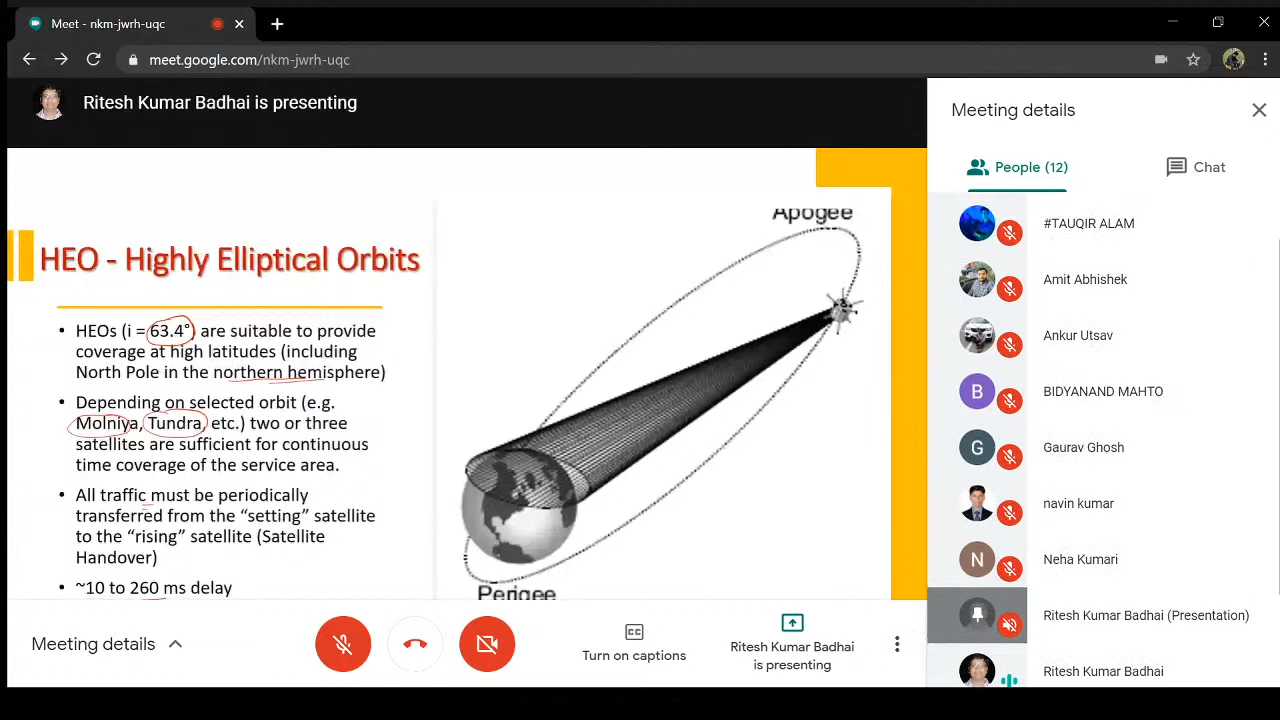 Meet - nkm-jwrh-uqc
meet.google.com/nkm-jwrh-uqc
Ritesh Kumar Badhai is presenting
HEO - Highly Elliptical Orbits
• HEOs (i = 63.4°) are suitable to provide
coverage at high latitudes (including
North Pole in the northern hemisphere)
• Depending on selected orbit (e.g.
Molniya, Tundra, etc.) two or three
satellites are sufficient for continuous
time coverage of the service area.
• All traffic must be periodically
transferred from the “setting” satellite
to the “rising” satellite (Satellite
Handover)
• ~10 to 260 ms delay
Apogee
Perigee
Meeting details
CC
Turn on captions
Ritesh Kumar Badhai
is presenting
Meeting details
People (12)
Chat
#TAUQIR ALAM
Amit Abhishek
Ankur Utsav
B
BIDYANAND MAHTO
G
Gaurav Ghosh
navin kumar
N
Neha Kumari
Ritesh Kumar Badhai (Presentation)
Ritesh Kumar Badhai